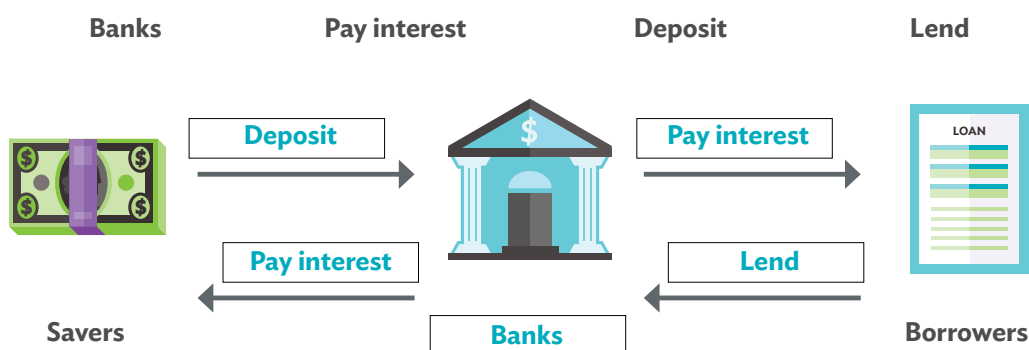 Banks Pay interest Deposit Lend
Deposit
Pay interest
$
LOAN
$ $
$ $
Pay interest
Lend
Savers
Banks
Borrowers